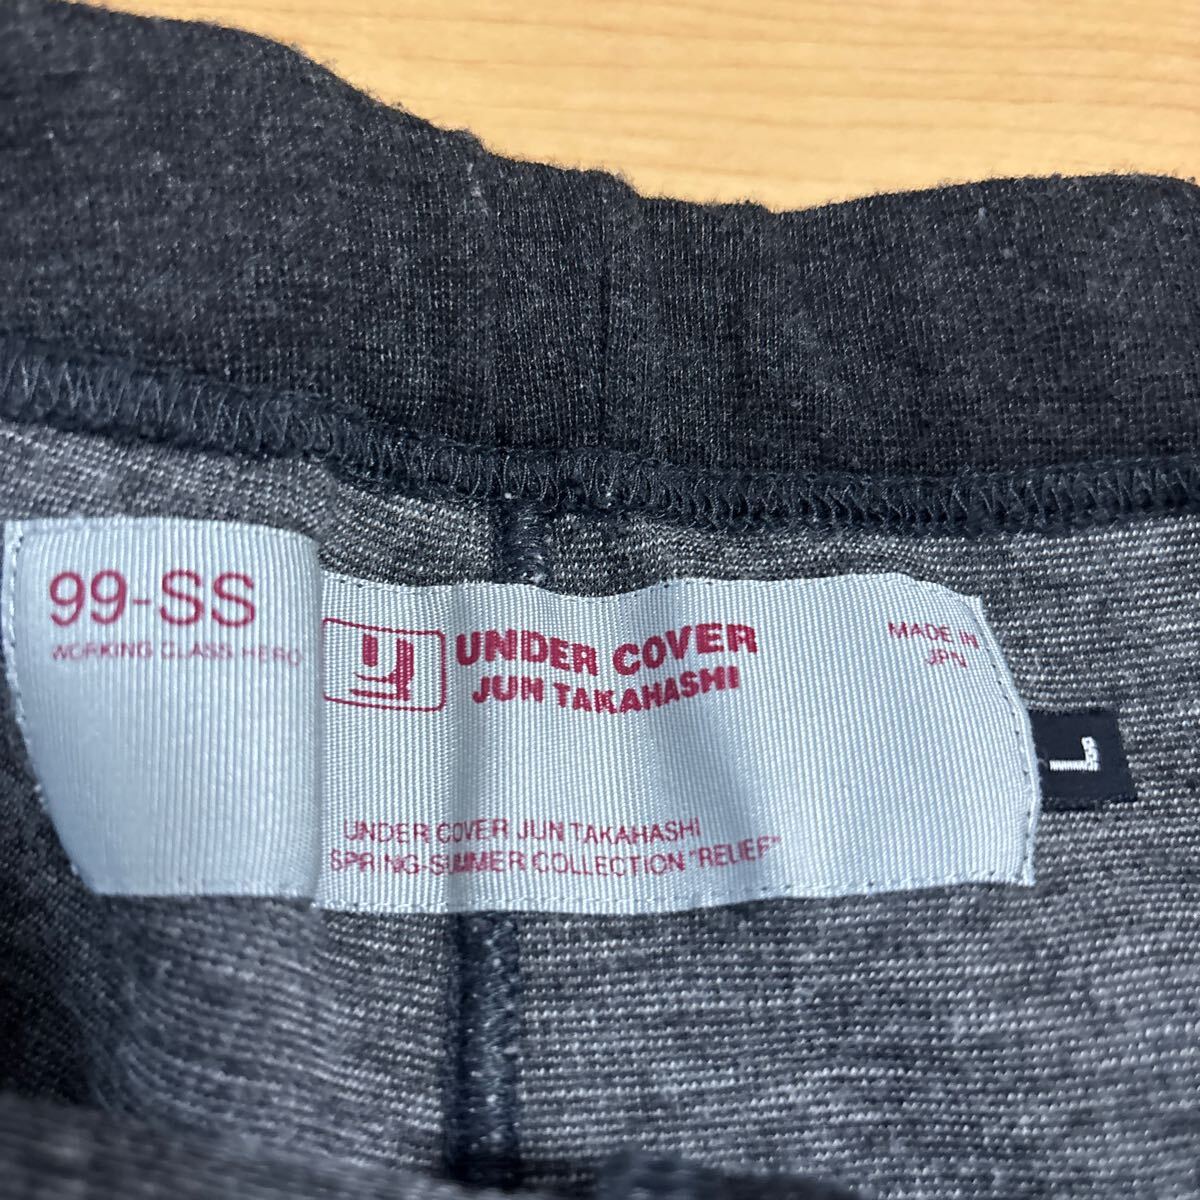 99-SS
WORKING CLASS HERO
U
UNDER COVER
JUN TAKAHASHI
MADE IN
JPN
L
UNDER COVER JUN TAKAHASHI
SPRING-SUMMER COLLECTION "RELIEF"